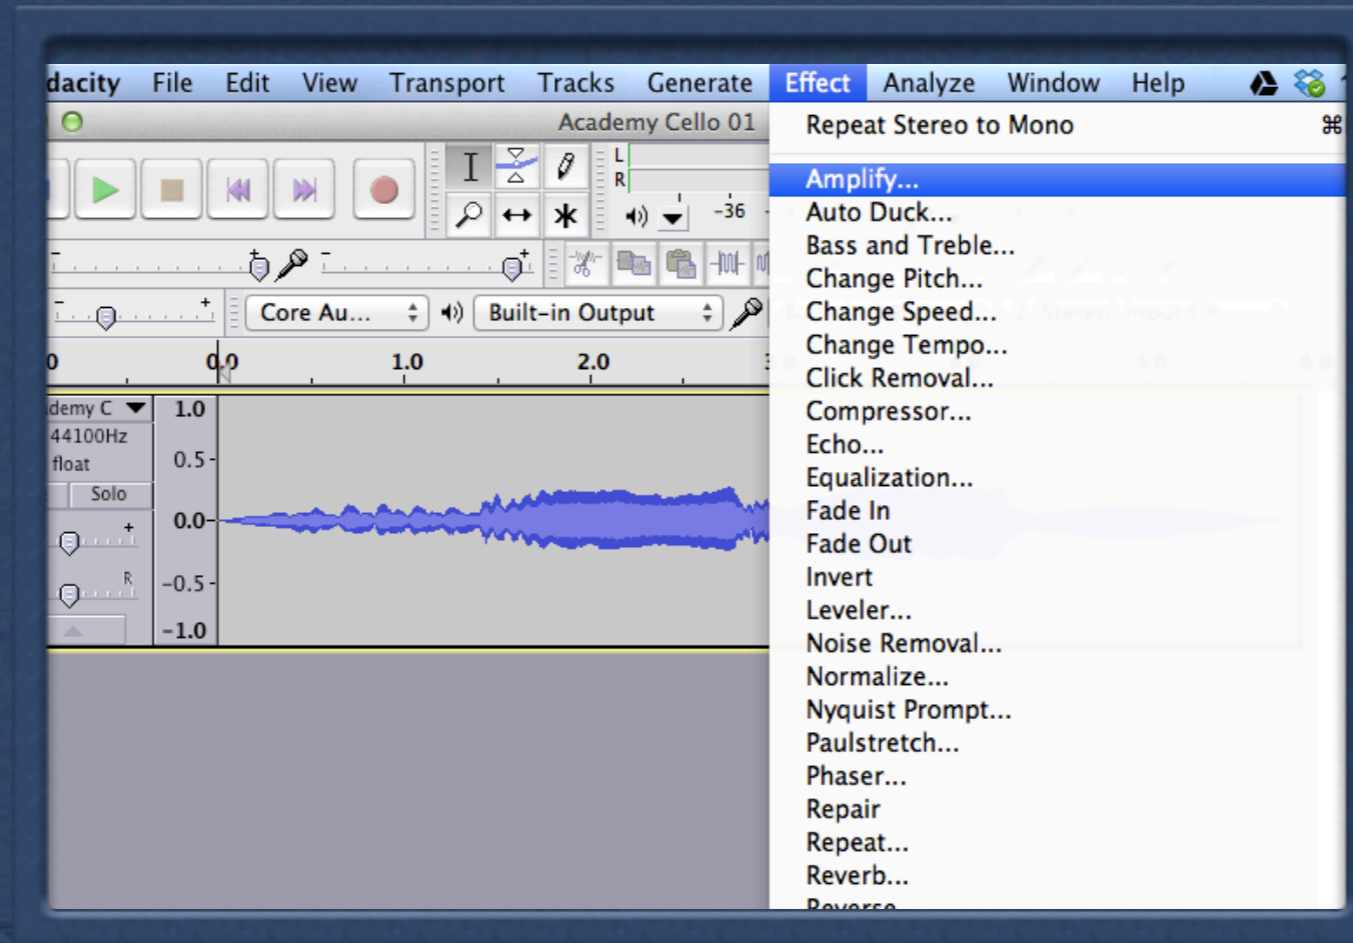 dacity File Edit View Transport Tracks Generate Effect Analyze Window Help
Academy Cello 01
Repeat Stereo to Mono ⌘
Amplify...
Auto Duck...
Bass and Treble...
Change Pitch...
Change Speed...
Change Tempo...
Click Removal...
Compressor...
Echo...
Equalization...
Fade In
Fade Out
Invert
Leveler...
Noise Removal...
Normalize...
Nyquist Prompt...
Paulstretch...
Phaser...
Repair
Repeat...
Reverb...
Reverse
L
R
-36
- +
- +
- +
Core Au... Built-in Output
0 0.0 1.0 2.0
demy C
44100Hz
float
Solo
+
R
1.0
0.5
0.0
-0.5
-1.0